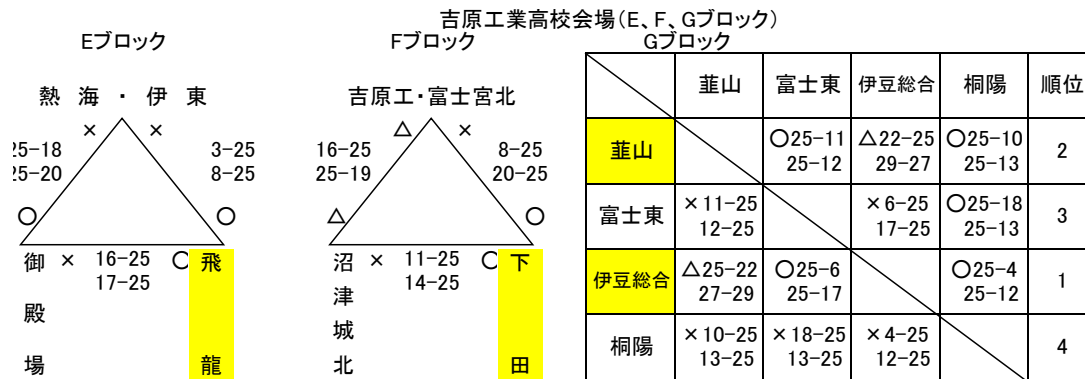 吉原工業高校会場(E、F、Gブロック)
Eブロック
熱海・伊東
× ×
25-18 3-25
25-20 8-25
○ ○
× 16-25 ○
17-25
御殿場
飛龍
Fブロック
吉原工・富士宮北
△ ×
16-25 8-25
25-19 20-25
△ ○
× 11-25 ○
14-25
沼津城北
下田
Gブロック
韮山 富士東 伊豆総合 桐陽 順位
韮山 ○25-11 △22-25 ○25-10 2
25-12 29-27 25-13
富士東 ×11-25 ×6-25 ○25-18 3
12-25 17-25 25-13
伊豆総合 △25-22 ○25-6 ○25-4 1
27-29 25-17 25-12
桐陽 ×10-25 ×18-25 ×4-25 4
13-25 13-25 12-25